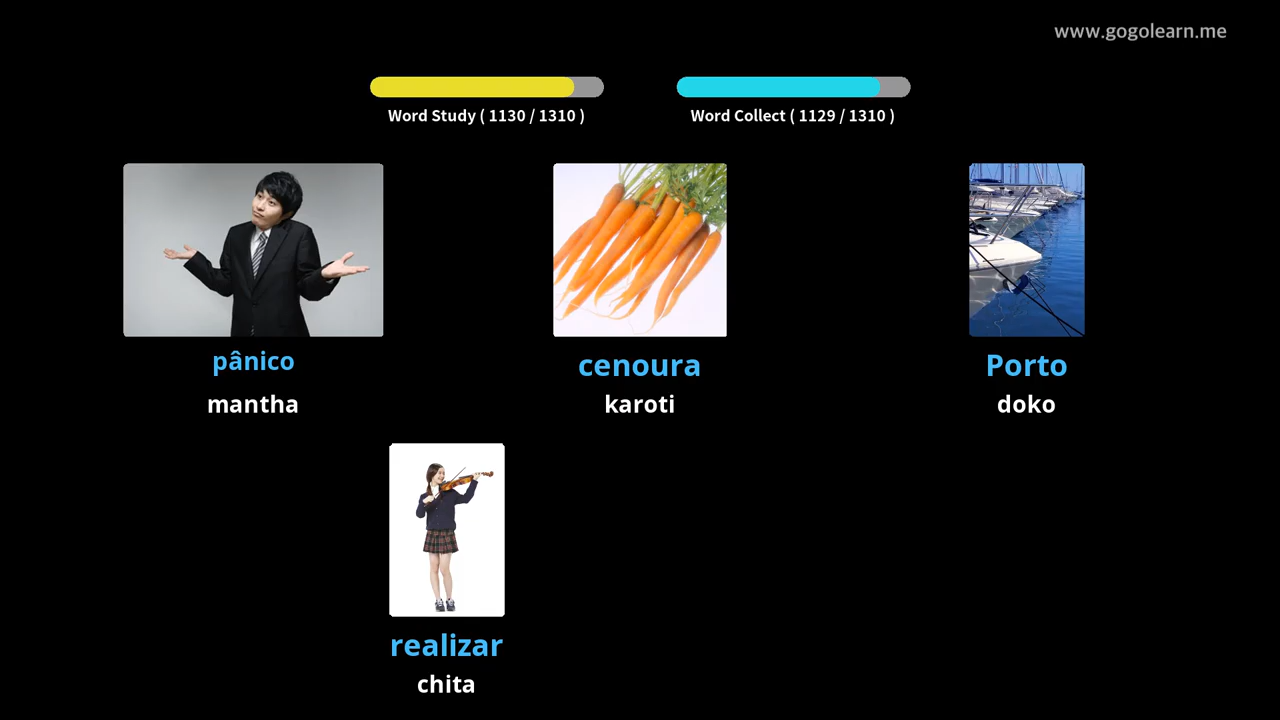 www.gogolearn.me
Word Study ( 1130 / 1310 )
Word Collect ( 1129 / 1310 )
pânico
mantha
cenoura
karoti
Porto
doko
realizar
chita